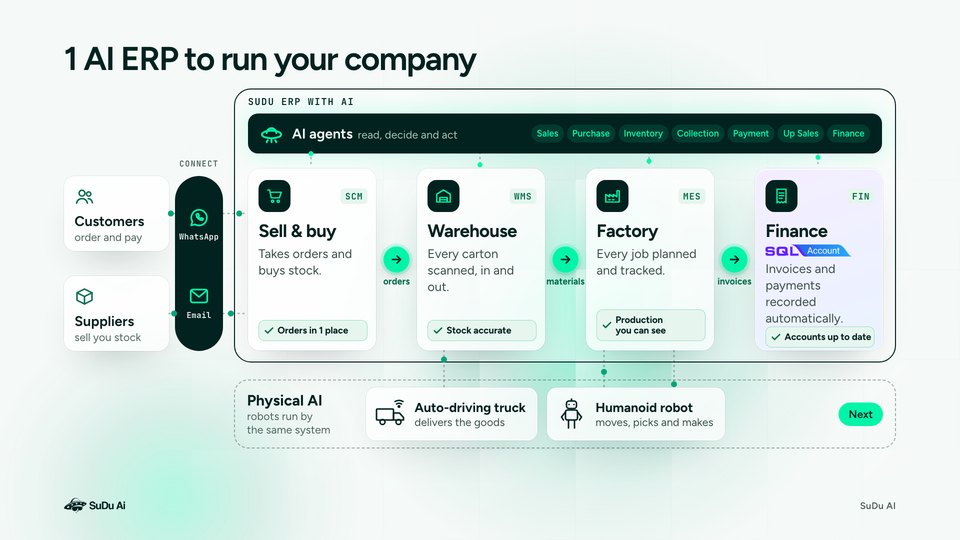 1 AI ERP to run your company
SUDU ERP WITH AI
AI agents read, decide and act
Sales
Purchase
Inventory
Collection
Payment
Up Sales
Finance
CONNECT
Customers
order and pay
Suppliers
sell you stock
WhatsApp
Email
SCM
Sell & buy
Takes orders and
buys stock.
Orders in 1 place
orders
WMS
Warehouse
Every carton
scanned, in and
out.
Stock accurate
materials
MES
Factory
Every job planned
and tracked.
Production
you can see
invoices
FIN
Finance
SQL Account
Invoices and
payments
recorded
automatically.
Accounts up to date
Physical AI
robots run by
the same system
Auto-driving truck
delivers the goods
Humanoid robot
moves, picks and makes
Next
SuDu Ai
SuDu AI